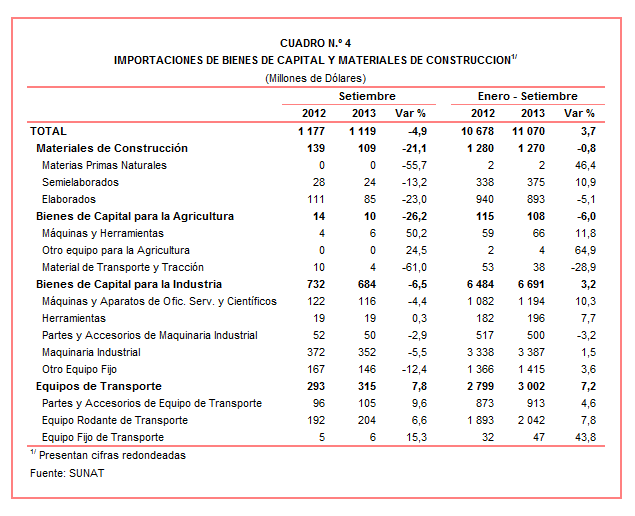 CUADRO N.º 4
IMPORTACIONES DE BIENES DE CAPITAL Y MATERIALES DE CONSTRUCCION1/
(Millones de Dólares)
Setiembre Enero - Setiembre
2012 2013 Var % 2012 2013 Var %
TOTAL 1 177 1 119 -4,9 10 678 11 070 3,7
Materiales de Construcción 139 109 -21,1 1 280 1 270 -0,8
Materias Primas Naturales 0 0 -55,7 2 2 46,4
Semielaborados 28 24 -13,2 338 375 10,9
Elaborados 111 85 -23,0 940 893 -5,1
Bienes de Capital para la Agricultura 14 10 -26,2 115 108 -6,0
Máquinas y Herramientas 4 6 50,2 59 66 11,8
Otro equipo para la Agricultura 0 0 24,5 2 4 64,9
Material de Transporte y Tracción 10 4 -61,0 53 38 -28,9
Bienes de Capital para la Industria 732 684 -6,5 6 484 6 691 3,2
Máquinas y Aparatos de Ofic. Serv. y Científicos 122 116 -4,4 1 082 1 194 10,3
Herramientas 19 19 0,3 182 196 7,7
Partes y Accesorios de Maquinaria Industrial 52 50 -2,9 517 500 -3,2
Maquinaria Industrial 372 352 -5,5 3 338 3 387 1,5
Otro Equipo Fijo 167 146 -12,4 1 366 1 415 3,6
Equipos de Transporte 293 315 7,8 2 799 3 002 7,2
Partes y Accesorios de Equipo de Transporte 96 105 9,6 873 913 4,6
Equipo Rodante de Transporte 192 204 6,6 1 893 2 042 7,8
Equipo Fijo de Transporte 5 6 15,3 32 47 43,8
1/ Presentan cifras redondeadas
Fuente: SUNAT